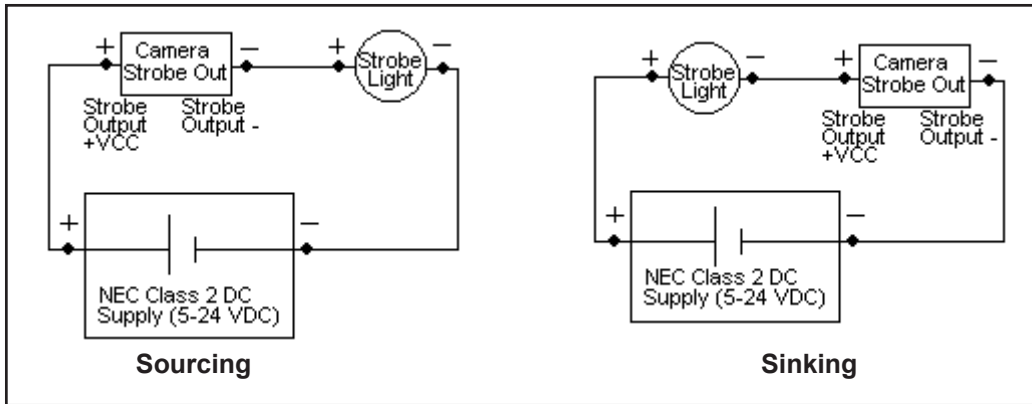 +
Camera
Strobe Out
−
+
Strobe
Light
−
Strobe
Output
+VCC
Strobe
Output -
+
−
NEC Class 2 DC
Supply (5-24 VDC)
Sourcing
+
Strobe
Light
−
+
Camera
Strobe Out
−
Strobe
Output
+VCC
Strobe
Output -
+
−
NEC Class 2 DC
Supply (5-24 VDC)
Sinking